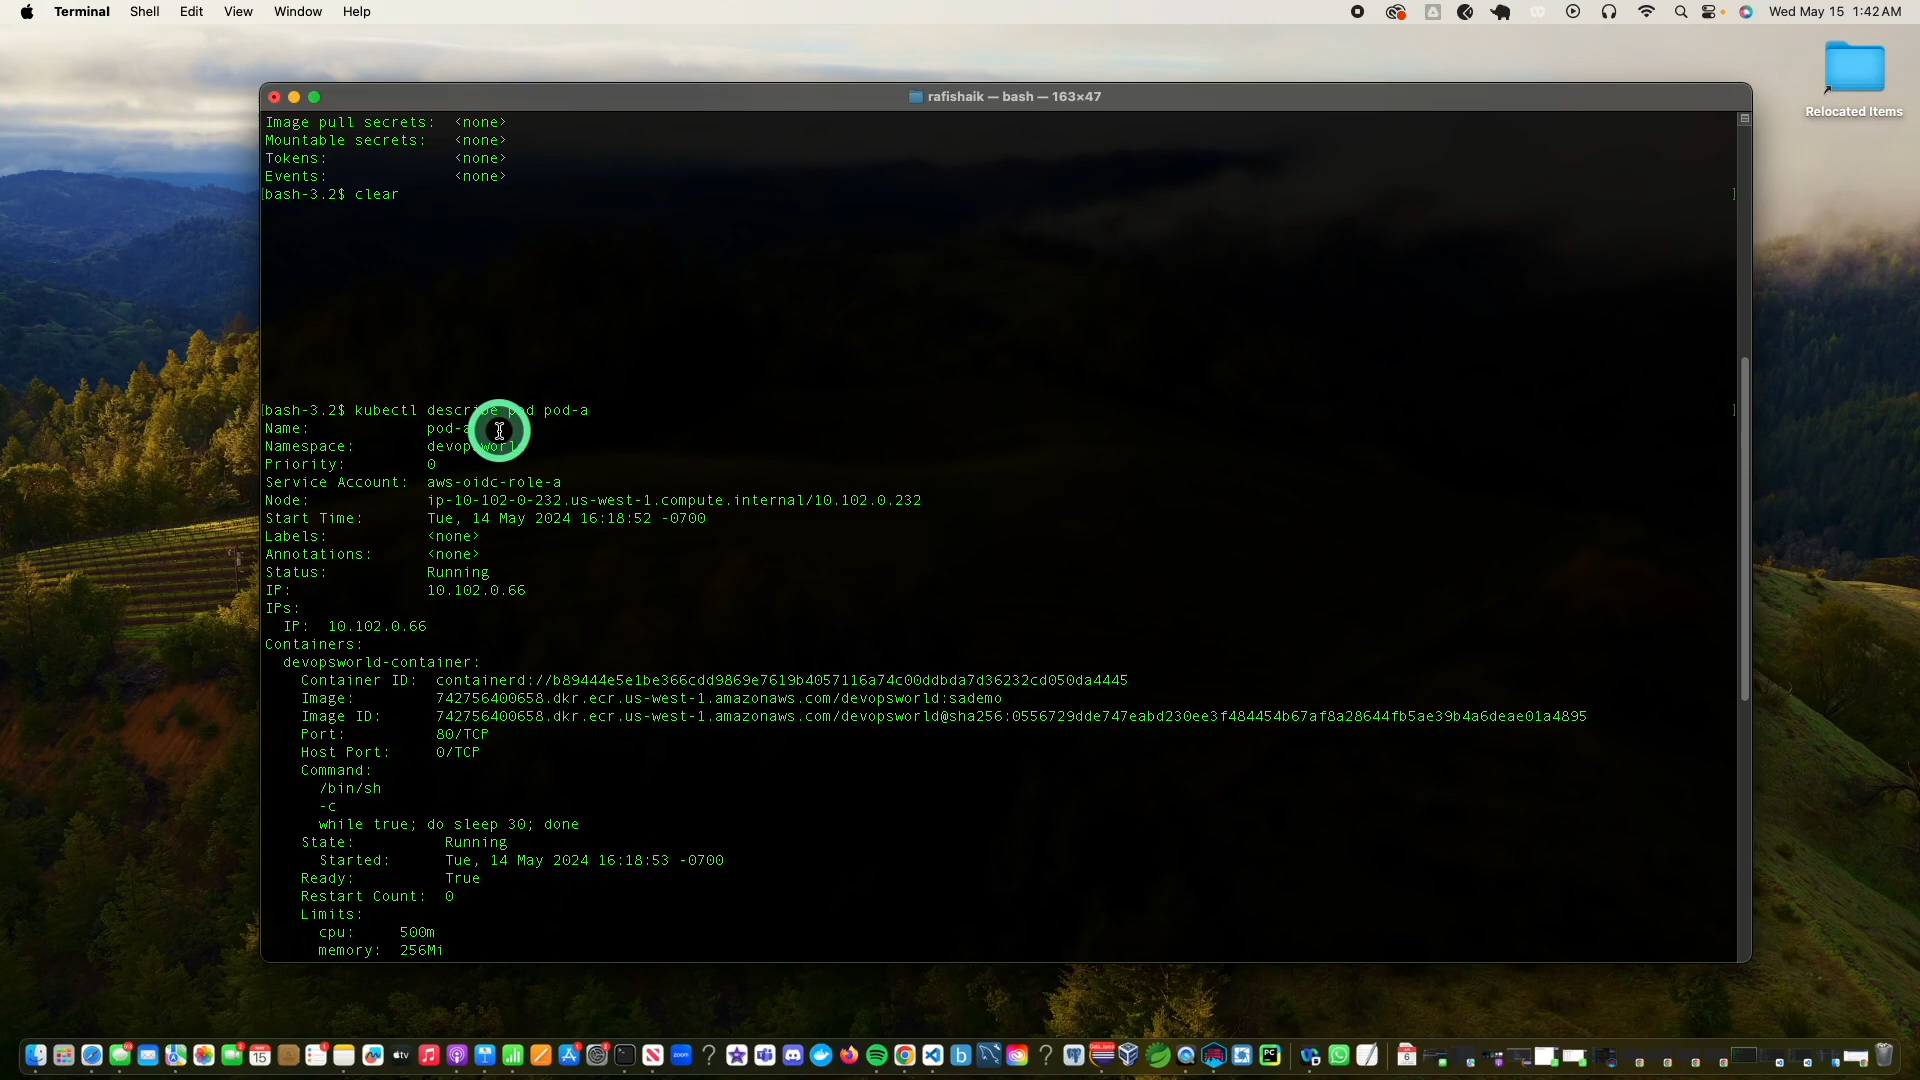 Terminal Shell Edit View Window Help Wed May 15 1:42 AM
Relocated Items
rafishaik — bash — 163×47
Image pull secrets: <none>
Mountable secrets: <none>
Tokens: <none>
Events: <none>
[bash-3.2$ clear ]
[bash-3.2$ kubectl describe pod pod-a ]
Name: pod-a
Namespace: devopsworld
Priority: 0
Service Account: aws-oidc-role-a
Node: ip-10-102-0-232.us-west-1.compute.internal/10.102.0.232
Start Time: Tue, 14 May 2024 16:18:52 -0700
Labels: <none>
Annotations: <none>
Status: Running
IP: 10.102.0.66
IPs:
IP: 10.102.0.66
Containers:
devopsworld-container:
Container ID: containerd://b89444e5e1be366cdd9869e7619b4057116a74c00ddbda7d36232cd050da4445
Image: 742756400658.dkr.ecr.us-west-1.amazonaws.com/devopsworld:sademo
Image ID: 742756400658.dkr.ecr.us-west-1.amazonaws.com/devopsworld@sha256:0556729dde747eabd230ee3f484454b67af8a28644fb5ae39b4a6deae01a4895
Port: 80/TCP
Host Port: 0/TCP
Command:
/bin/sh
-c
while true; do sleep 30; done
State: Running
Started: Tue, 14 May 2024 16:18:53 -0700
Ready: True
Restart Count: 0
Limits:
cpu: 500m
memory: 256Mi